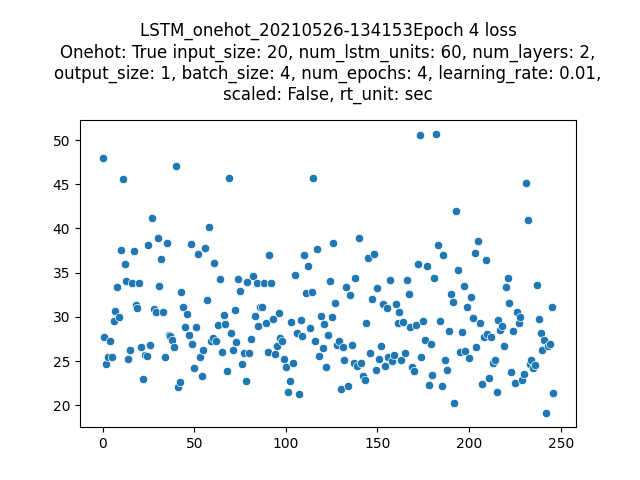 LSTM_onehot_20210526-134153Epoch 4 loss
Onehot: True input_size: 20, num_lstm_units: 60, num_layers: 2,
output_size: 1, batch_size: 4, num_epochs: 4, learning_rate: 0.01,
scaled: False, rt_unit: sec
50
45
40
35
30
25
20
0 50 100 150 200 250